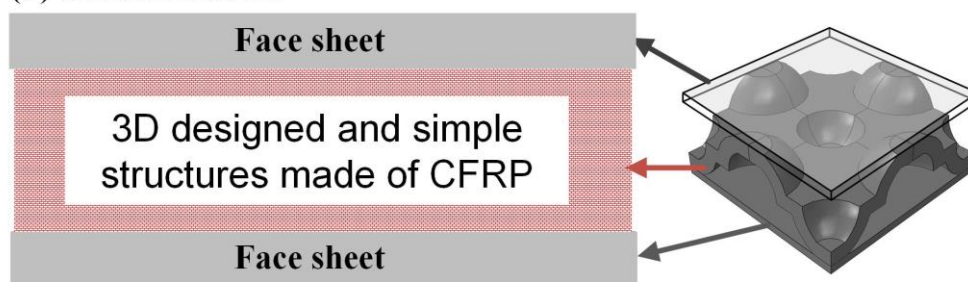 Face sheet
3D designed and simple
structures made of CFRP
Face sheet